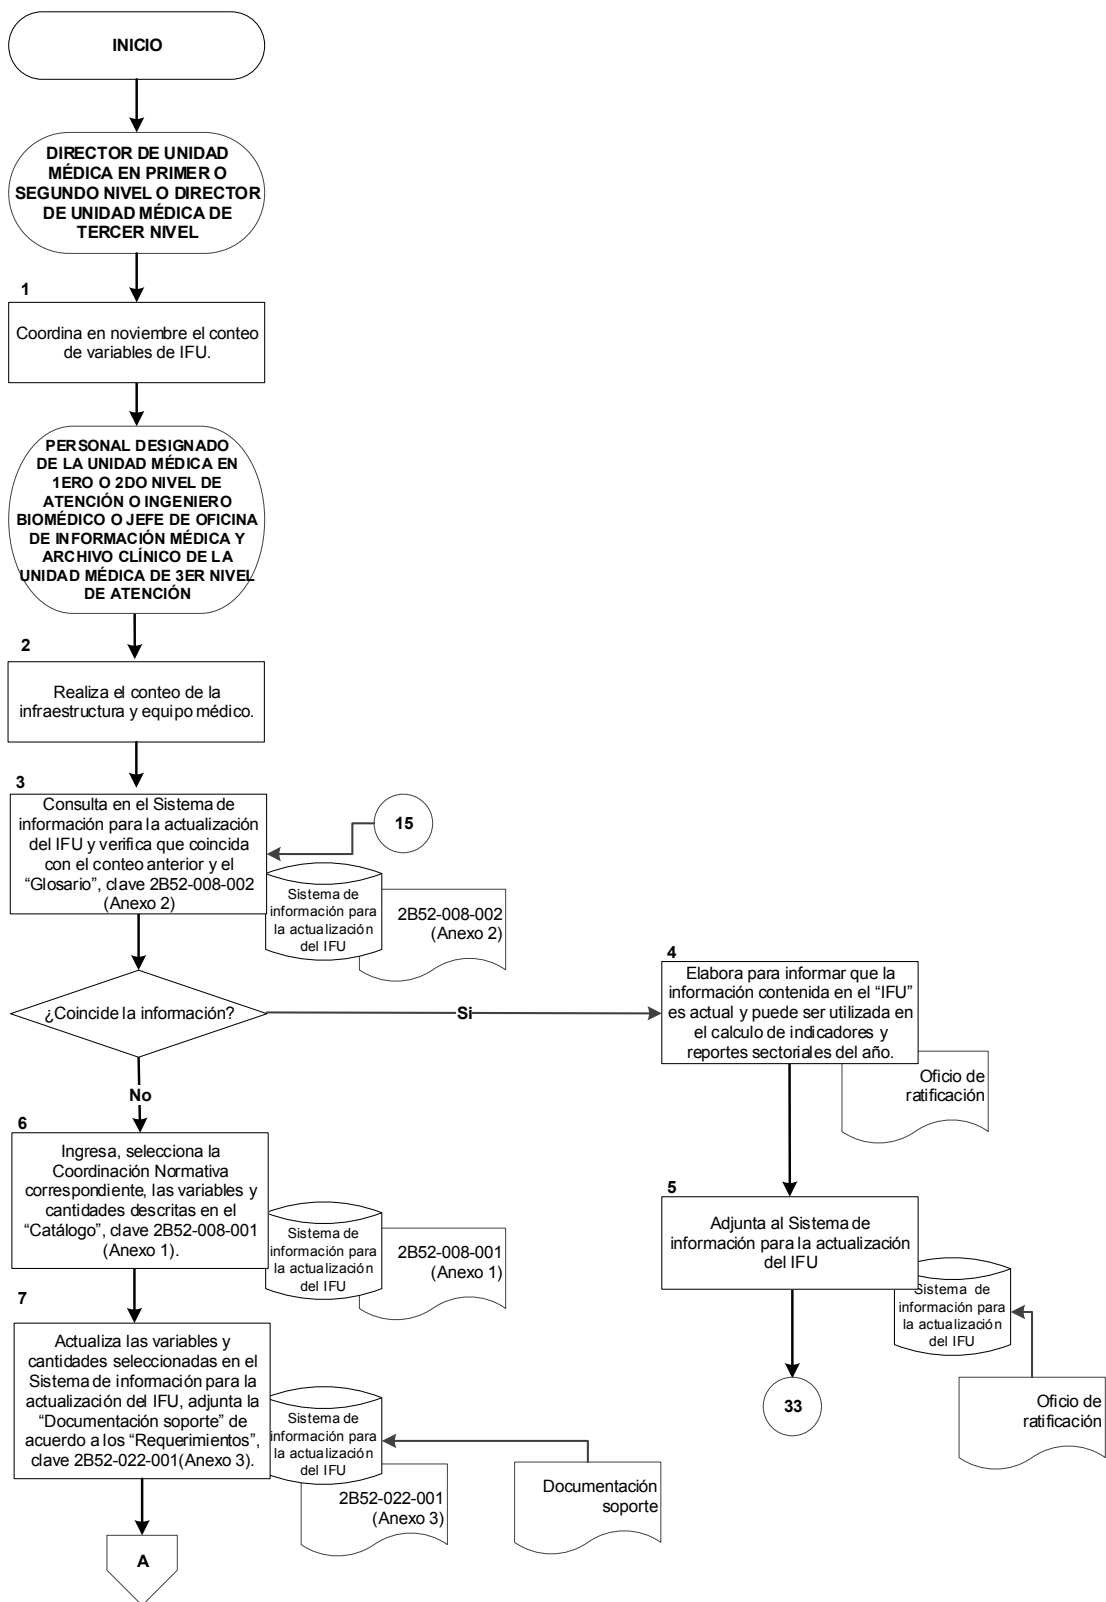 INICIO
DIRECTOR DE UNIDAD
MÉDICA EN PRIMER O
SEGUNDO NIVEL O DIRECTOR
DE UNIDAD MÉDICA DE
TERCER NIVEL
1
Coordina en noviembre el conteo
de variables de IFU.
PERSONAL DESIGNADO
DE LA UNIDAD MÉDICA EN
1ERO O 2DO NIVEL DE
ATENCIÓN O INGENIERO
BIOMÉDICO O JEFE DE OFICINA
DE INFORMACIÓN MÉDICA Y
ARCHIVO CLÍNICO DE LA
UNIDAD MÉDICA DE 3ER NIVEL
DE ATENCIÓN
2
Realiza el conteo de la
infraestructura y equipo médico.
3
Consulta en el Sistema de
información para la actualización
del IFU y verifica que coincida
con el conteo anterior y el
“Glosario”, clave 2B52-008-002
(Anexo 2)
15
Sistema de
información para
la actualización
del IFU
2B52-008-002
(Anexo 2)
¿Coincide la información?
Si
No
4
Elabora para informar que la
información contenida en el “IFU”
es actual y puede ser utilizada en
el calculo de indicadores y
reportes sectoriales del año.
Oficio de
ratificación
5
Adjunta al Sistema de
información para la actualización
del IFU
Sistema de
información para
la actualización
del IFU
Oficio de
ratificación
33
6
Ingresa, selecciona la
Coordinación Normativa
correspondiente, las variables y
cantidades descritas en el
“Catálogo”, clave 2B52-008-001
(Anexo 1).
Sistema de
información para
la actualización
del IFU
2B52-008-001
(Anexo 1)
7
Actualiza las variables y
cantidades seleccionadas en el
Sistema de información para la
actualización del IFU, adjunta la
“Documentación soporte” de
acuerdo a los “Requerimientos”,
clave 2B52-022-001(Anexo 3).
Sistema de
información para
la actualización
del IFU
2B52-022-001
(Anexo 3)
Documentación
soporte
A